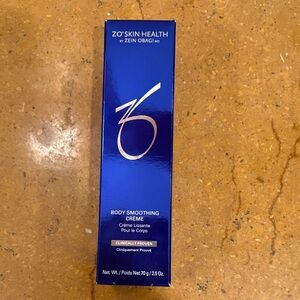 ZO® SKIN HEALTH
BY ZEIN OBAGI MD
BODY SMOOTHING
CRÈME
Crème Lissante
Pour le Corps
CLINICALLY PROVEN
Cliniquement Prouvé
Net. Wt. / Poids Net 70 g / 2.5 Oz.